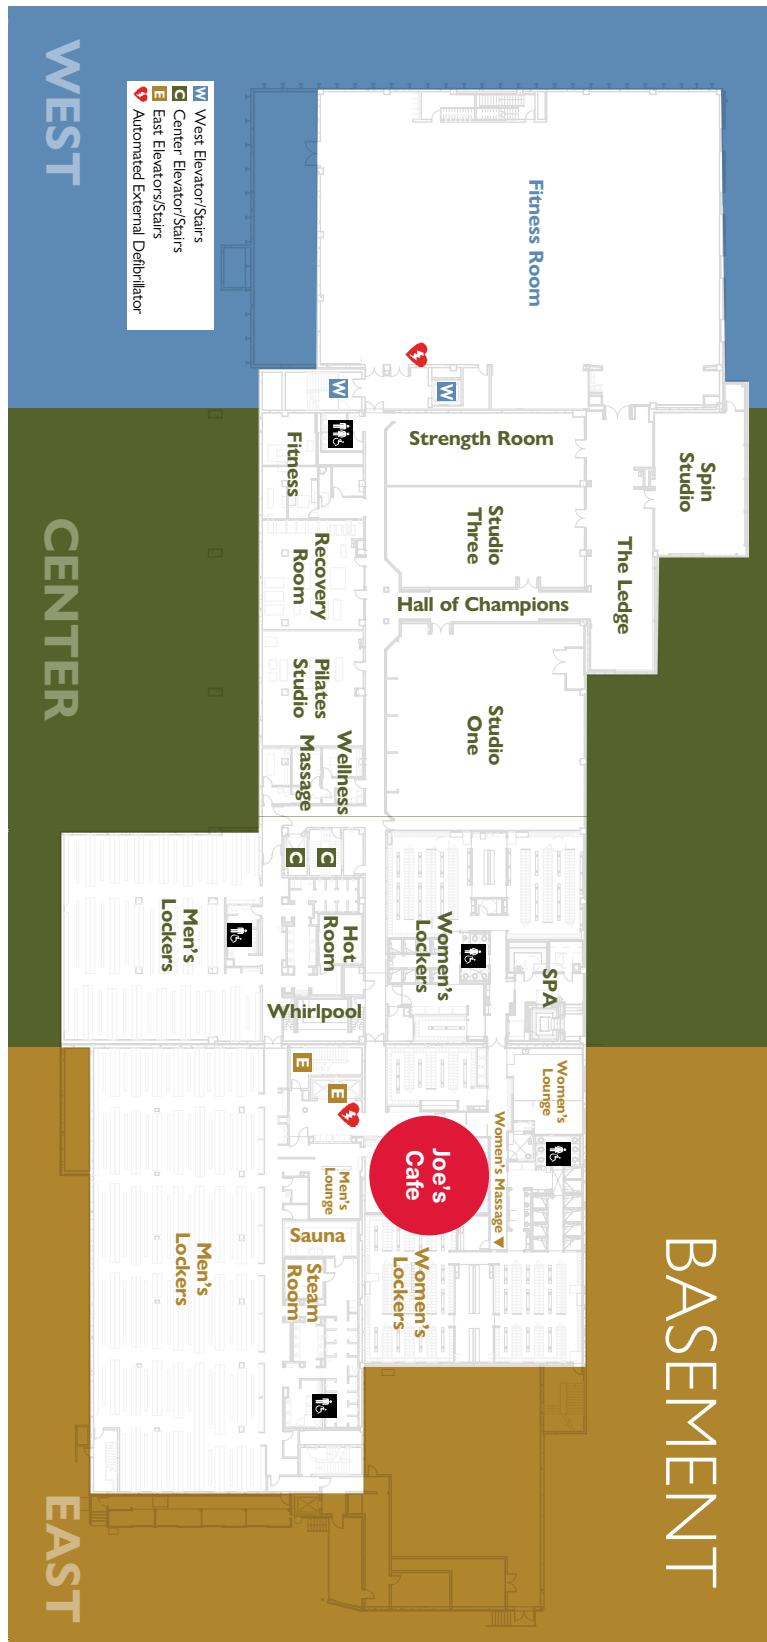 BASEMENT
WEST
W West Elevator/Stairs
C Center Elevator/Stairs
E East Elevators/Stairs
Automated External Defibrillator
Fitness Room
W
W
CENTER
Strength Room
Spin
Studio
Fitness
Studio
Three
The Ledge
Recovery
Room
Hall of Champions
Pilates
Studio
Studio
One
Wellness
Massage
C
C
Men's
Lockers
Hot
Room
Women's
Lockers
SPA
Whirlpool
EAST
E
E
Women's
Lounge
Women's Massage
Joe's
Cafe
Men's
Lounge
Sauna
Men's
Lockers
Steam
Room
Women's
Lockers